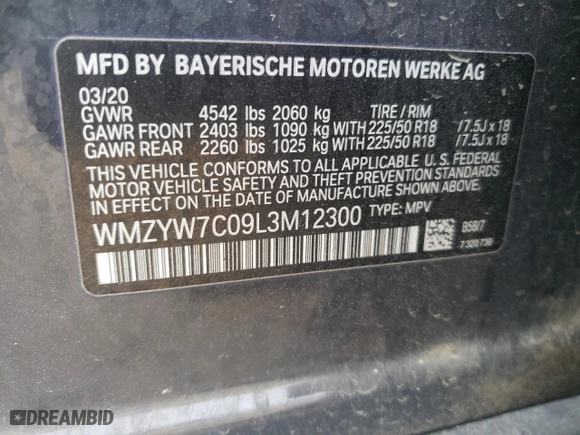 MFD BY BAYERISCHE MOTOREN WERKE AG
03/20
GVWR 4542 lbs 2060 kg TIRE / RIM
GAWR FRONT 2403 lbs 1090 kg WITH 225/50 R18 /7.5J x 18
GAWR REAR 2260 lbs 1025 kg WITH 225/50 R18 /7.5J x 18
THIS VEHICLE CONFORMS TO ALL APPLICABLE U. S. FEDERAL
MOTOR VEHICLE SAFETY AND THEFT PREVENTION STANDARDS
IN EFFECT ON THE DATE OF MANUFACTURE SHOWN ABOVE.
WMZYW7C09L3M12300 TYPE: MPV
B58/7
7 320 730
DREAMBID